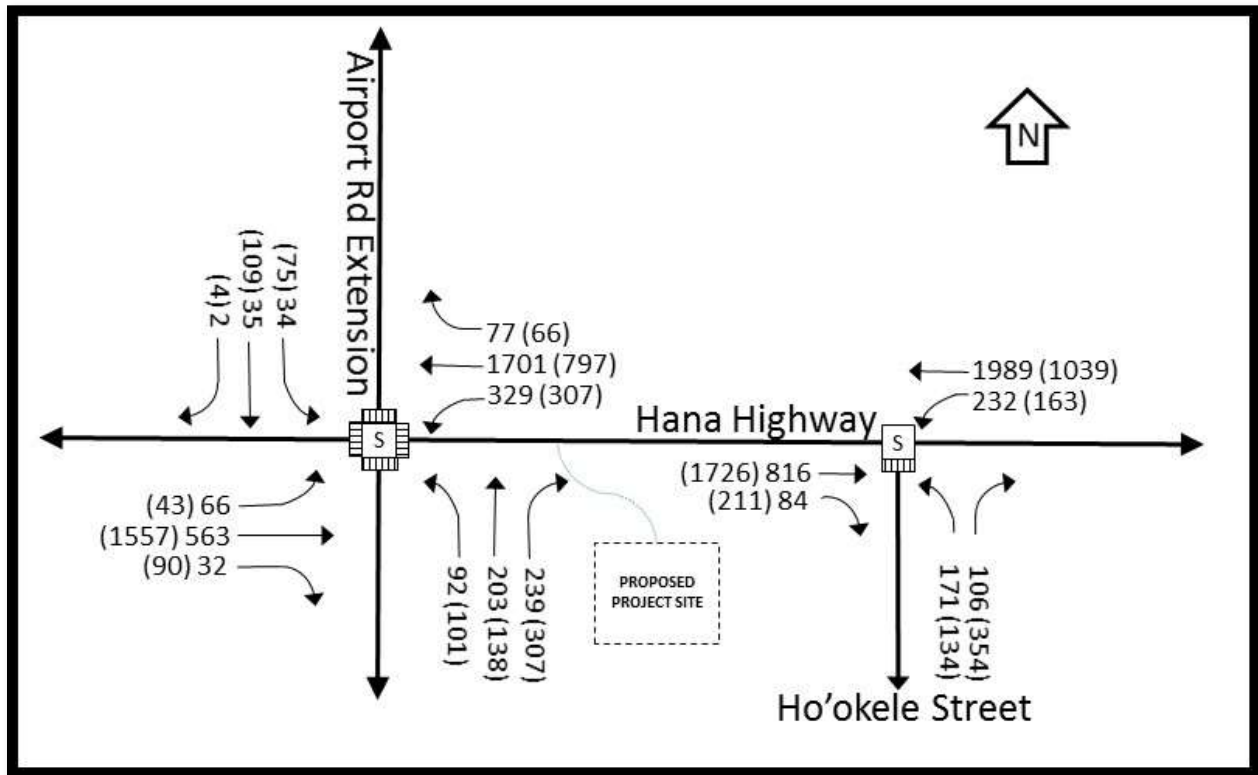 Airport Rd Extension
N
(4) 2
(109) 35
(75) 34
77 (66)
1701 (797)
329 (307)
S
Hana Highway
S
1989 (1039)
232 (163)
(1726) 816
(211) 84
(43) 66
(1557) 563
(90) 32
92 (101)
203 (138)
239 (307)
PROPOSED
PROJECT SITE
171 (134)
106 (354)
Ho’okele Street